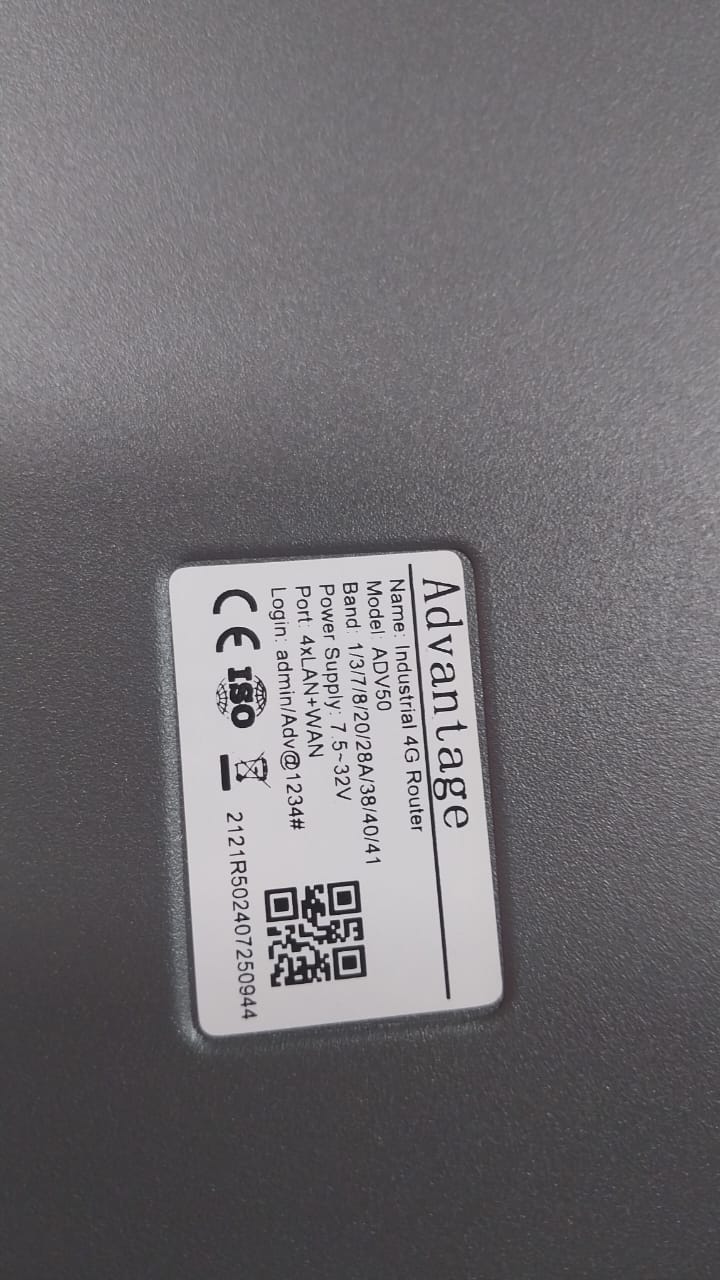 Advantage
Name: Industrial 4G Router
Model: ADV50
Band: 1/3/7/8/20/28A/38/40/41
Power Supply: 7.5~32V
Port: 4xLAN+WAN
Login: admin/Adv@1234#
CE ISO
2121R502407250944